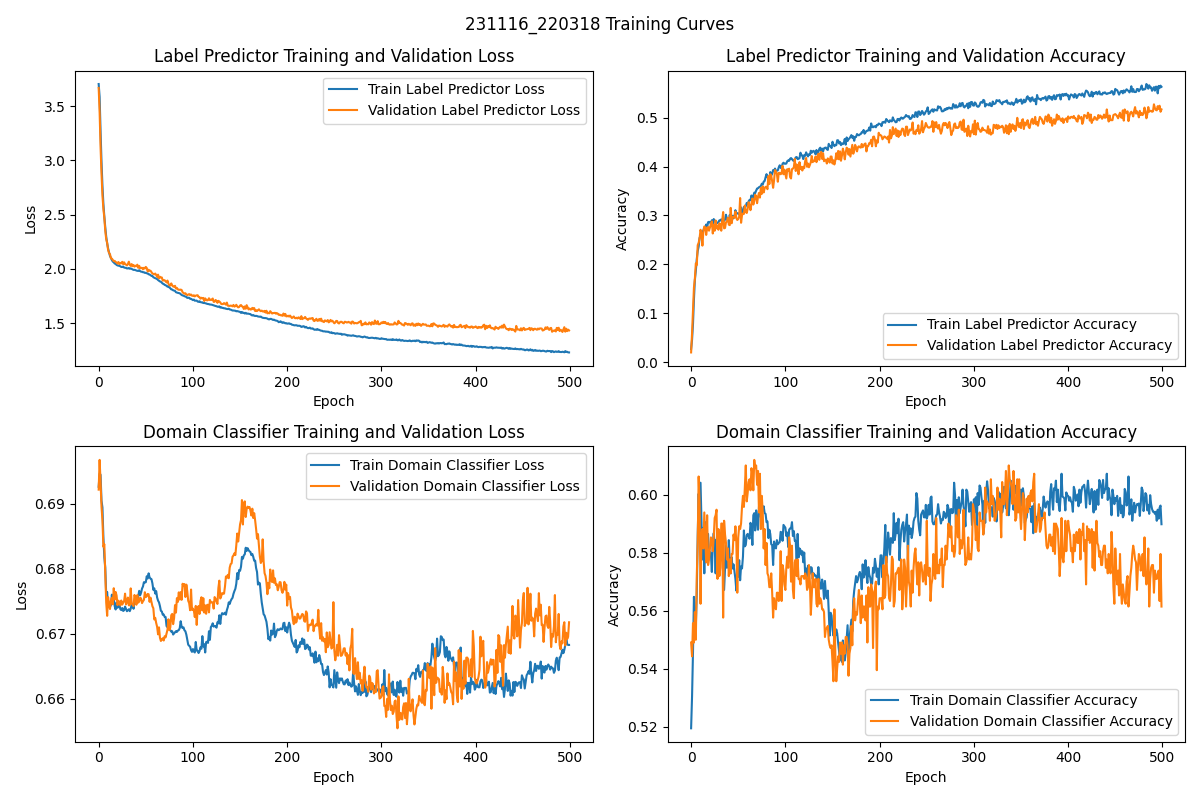 231116_220318 Training Curves
Label Predictor Training and Validation Loss
Train Label Predictor Loss
Validation Label Predictor Loss
3.5
3.0
2.5
2.0
1.5
Loss
0 100 200 300 400 500
Epoch
Label Predictor Training and Validation Accuracy
0.5
0.4
0.3
0.2
0.1
0.0
Accuracy
Train Label Predictor Accuracy
Validation Label Predictor Accuracy
0 100 200 300 400 500
Epoch
Domain Classifier Training and Validation Loss
Train Domain Classifier Loss
Validation Domain Classifier Loss
0.69
0.68
0.67
0.66
Loss
0 100 200 300 400 500
Epoch
Domain Classifier Training and Validation Accuracy
0.60
0.58
0.56
0.54
0.52
Accuracy
Train Domain Classifier Accuracy
Validation Domain Classifier Accuracy
0 100 200 300 400 500
Epoch